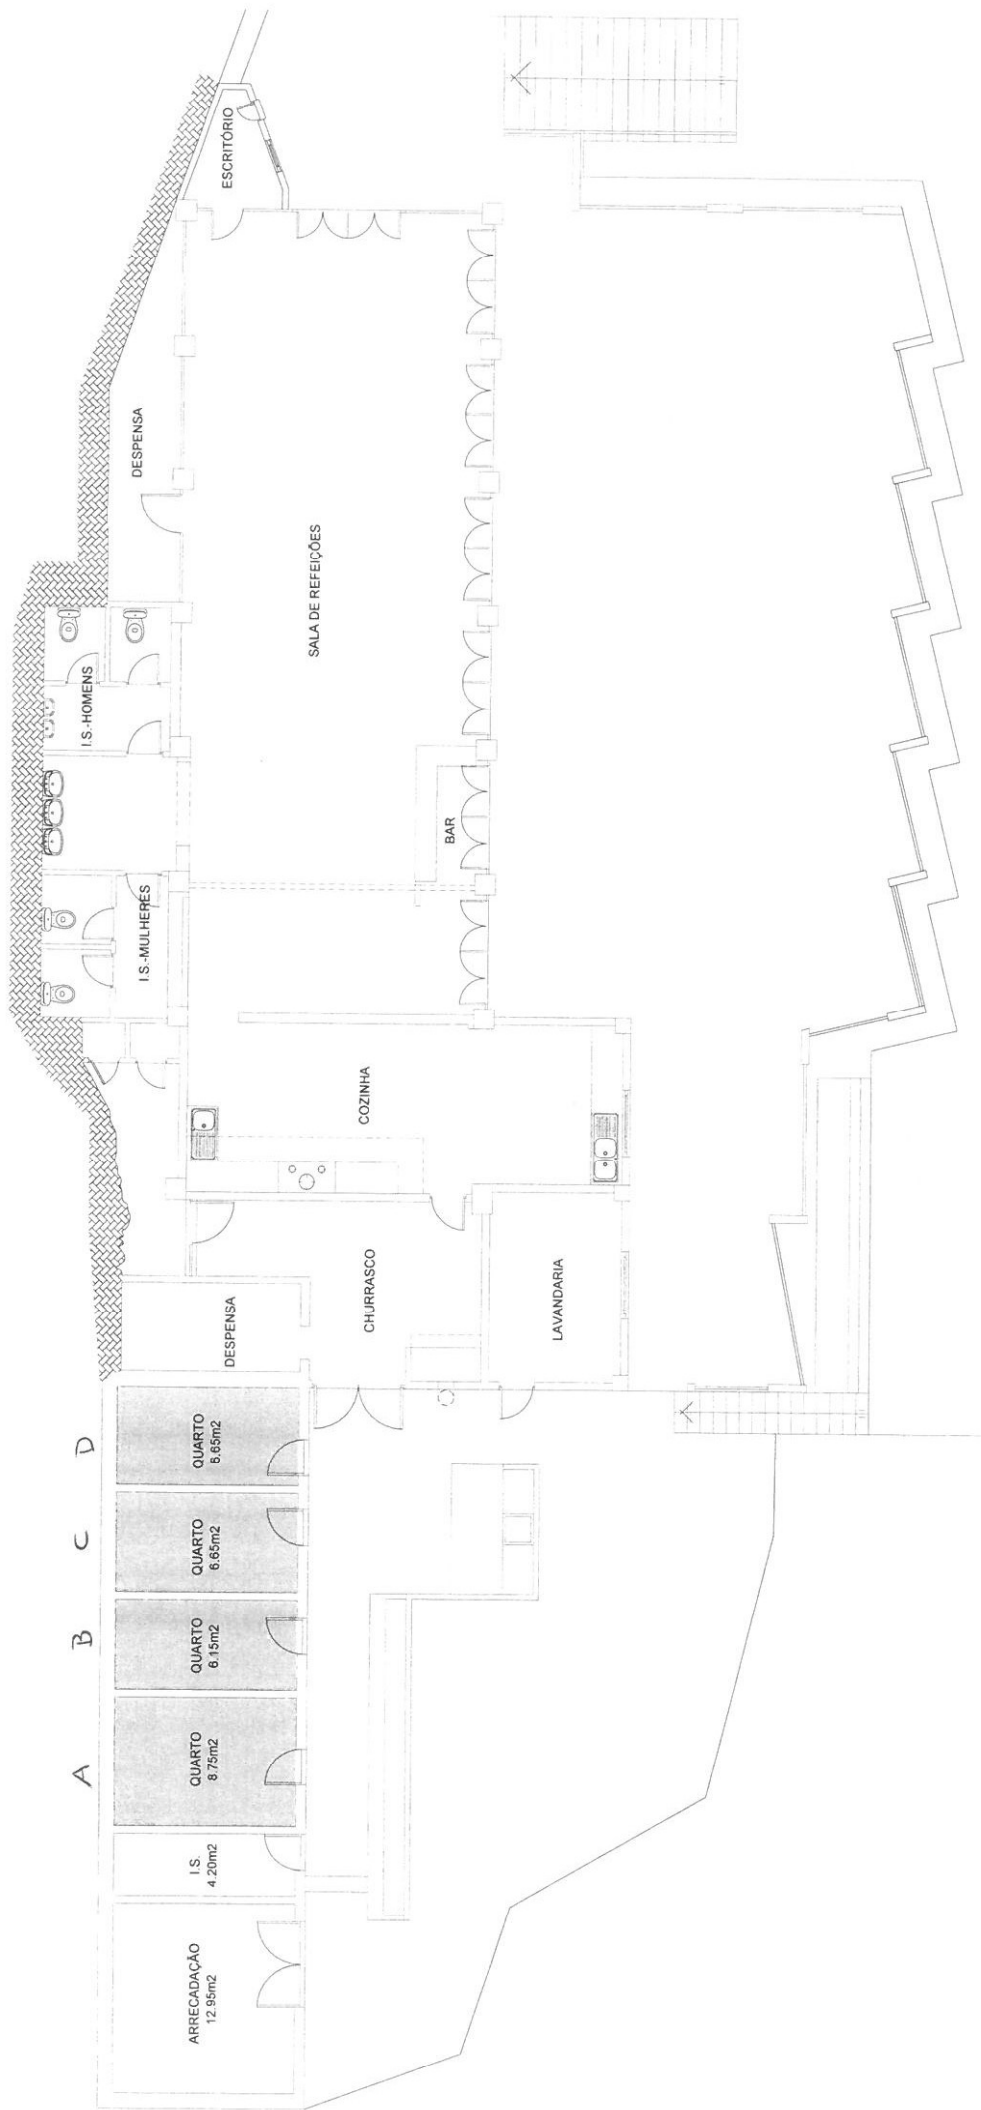 A
B
C
D
ARRECADAÇÃO
12.95m2
I.S.
4.20m2
QUARTO
8.75m2
QUARTO
6.15m2
QUARTO
6.65m2
QUARTO
6.65m2
DESPENSA
I.S.-MULHERES
I.S.-HOMENS
DESPENSA
ESCRITÓRIO
CHURRASCO
COZINHA
SALA DE REFEIÇÕES
BAR
LAVANDARIA